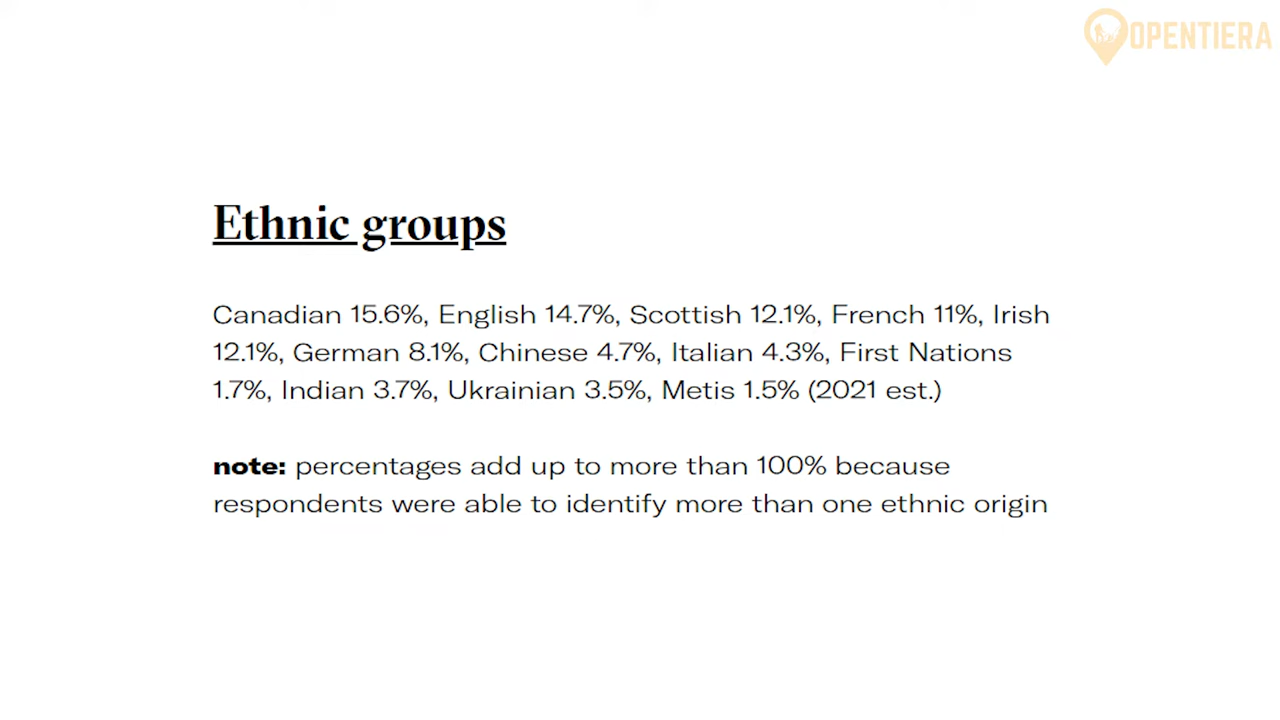 OPENTIERA
Ethnic groups
Canadian 15.6%, English 14.7%, Scottish 12.1%, French 11%, Irish
12.1%, German 8.1%, Chinese 4.7%, Italian 4.3%, First Nations
1.7%, Indian 3.7%, Ukrainian 3.5%, Metis 1.5% (2021 est.)
note: percentages add up to more than 100% because
respondents were able to identify more than one ethnic origin